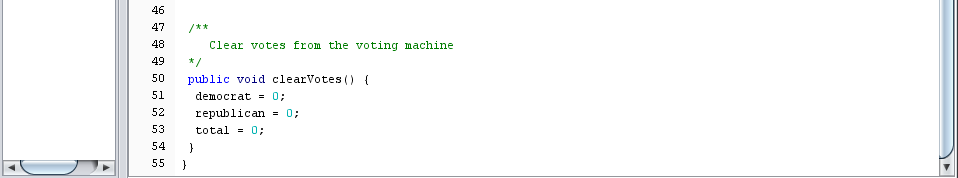 46
47 /**
48 Clear votes from the voting machine
49 */
50 public void clearVotes() {
51 democrat = 0;
52 republican = 0;
53 total = 0;
54 }
55 }